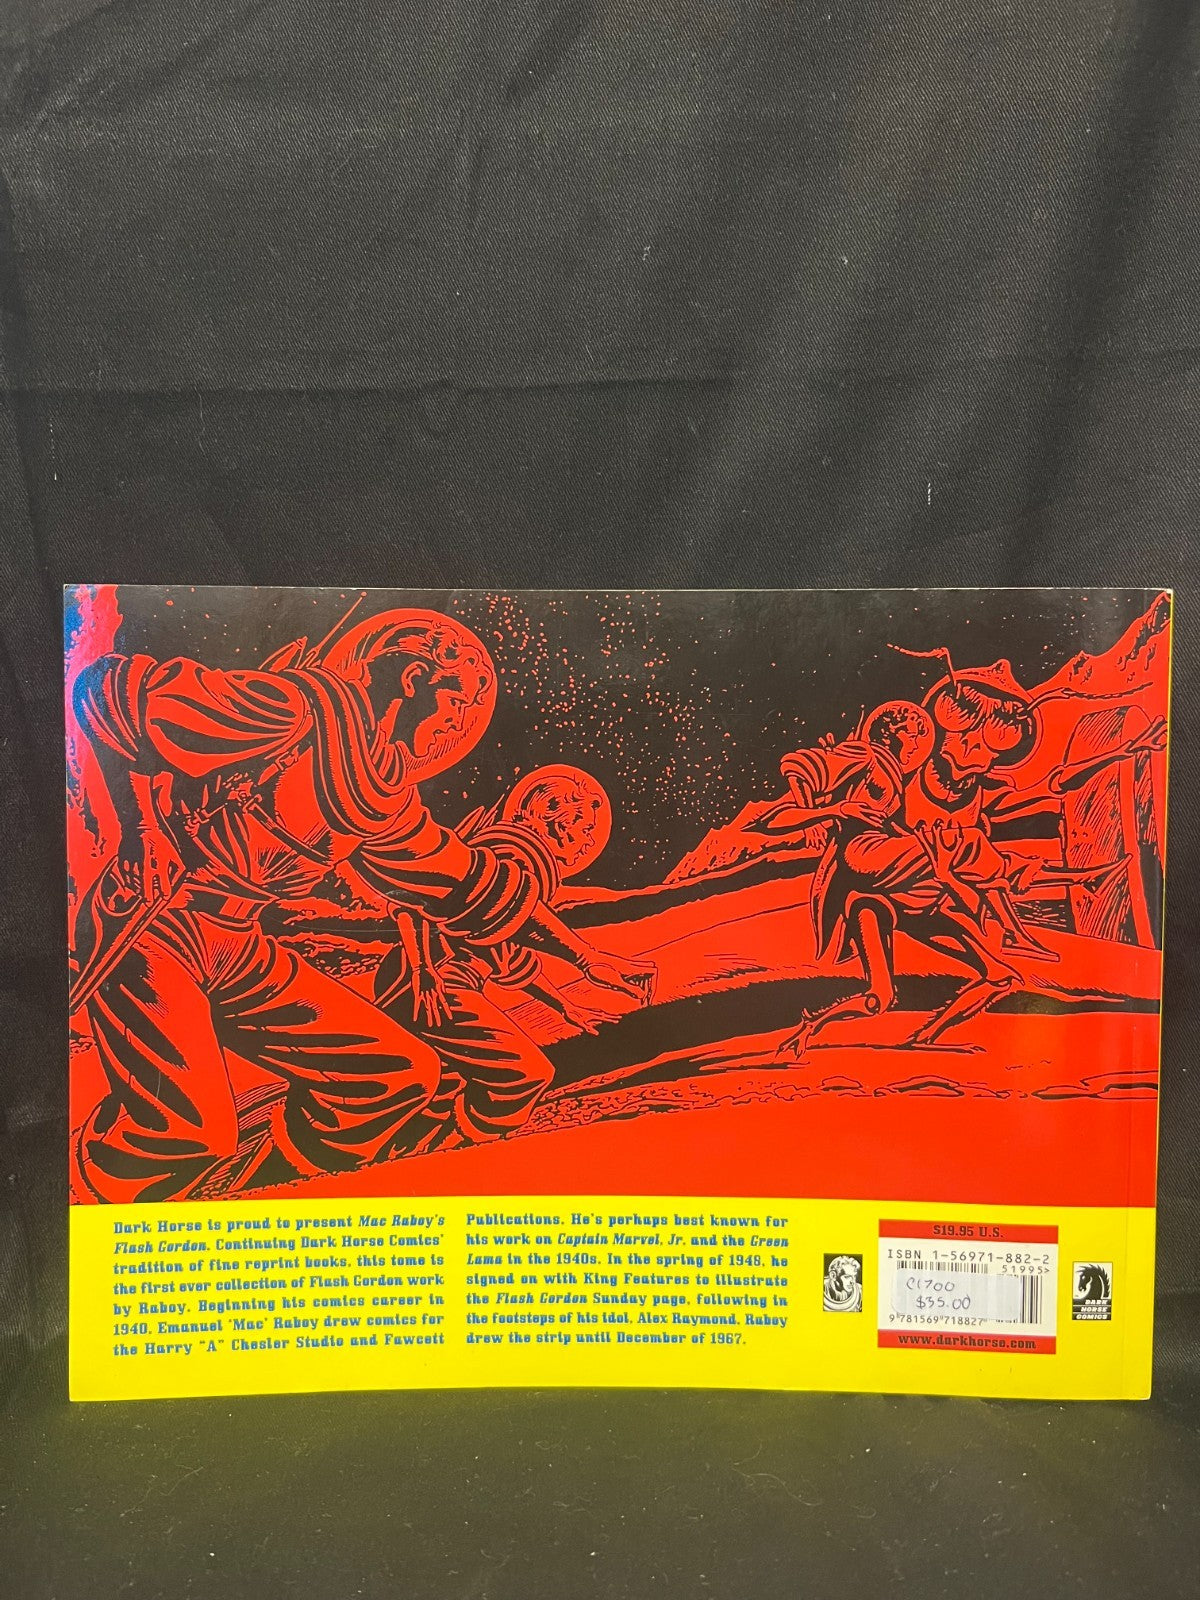 Dark Horse is proud to present Mac Raboy's
Flash Gordon. Continuing Dark Horse Comics'
tradition of fine reprint books, this tome is
the first ever collection of Flash Gordon work
by Raboy. Beginning his comics career in
1940, Emanuel 'Mac' Raboy drew comics for
the Harry "A" Chesler Studio and Fawcett
Publications. He's perhaps best known for
his work on Captain Marvel, Jr. and the Green
Lama in the 1940s. In the spring of 1948, he
signed on with King Features to illustrate
the Flash Gordon Sunday page, following in
the footsteps of his idol, Alex Raymond. Raboy
drew the strip until December of 1967.
$19.95 U.S.
ISBN 1-56971-882-2
51995>
$35.00
9 781569 718827
www.darkhorse.com
DARK
HORSE
COMICS